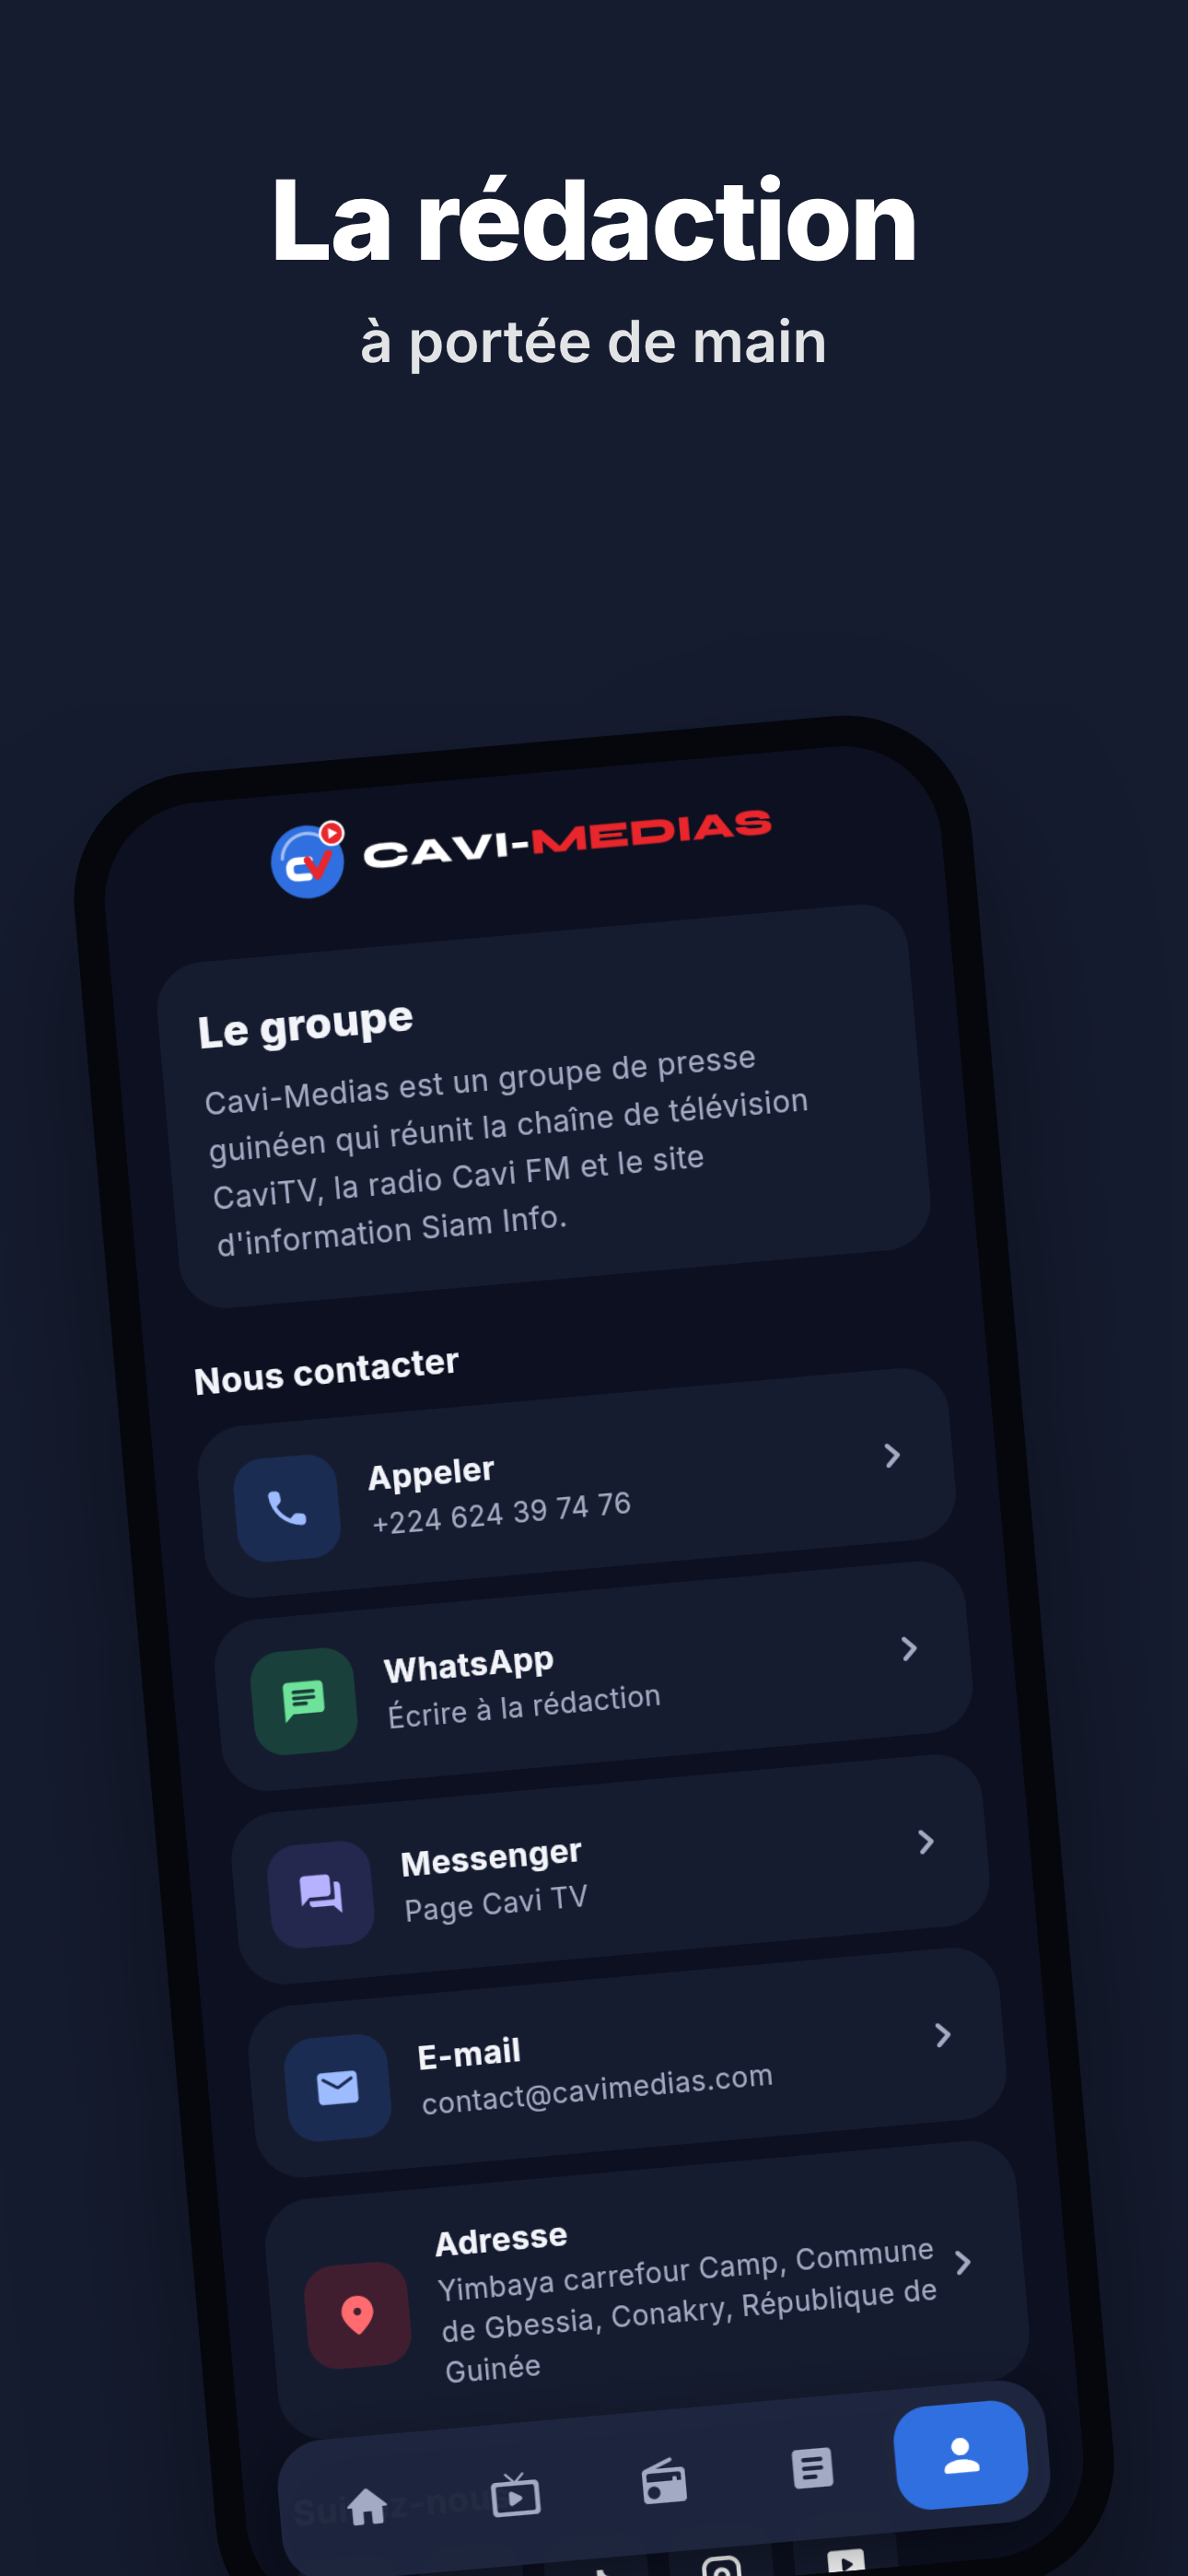 La rédaction
à portée de main
CAVI-MEDIAS
Le groupe
Cavi-Medias est un groupe de presse
guinéen qui réunit la chaîne de télévision
CaviTV, la radio Cavi FM et le site
d'information Siam Info.
Nous contacter
Appeler
+224 624 39 74 76
WhatsApp
Écrire à la rédaction
Messenger
Page Cavi TV
E-mail
contact@cavimedias.com
Adresse
Yimbaya carrefour Camp, Commune
de Gbessia, Conakry, République de
Guinée